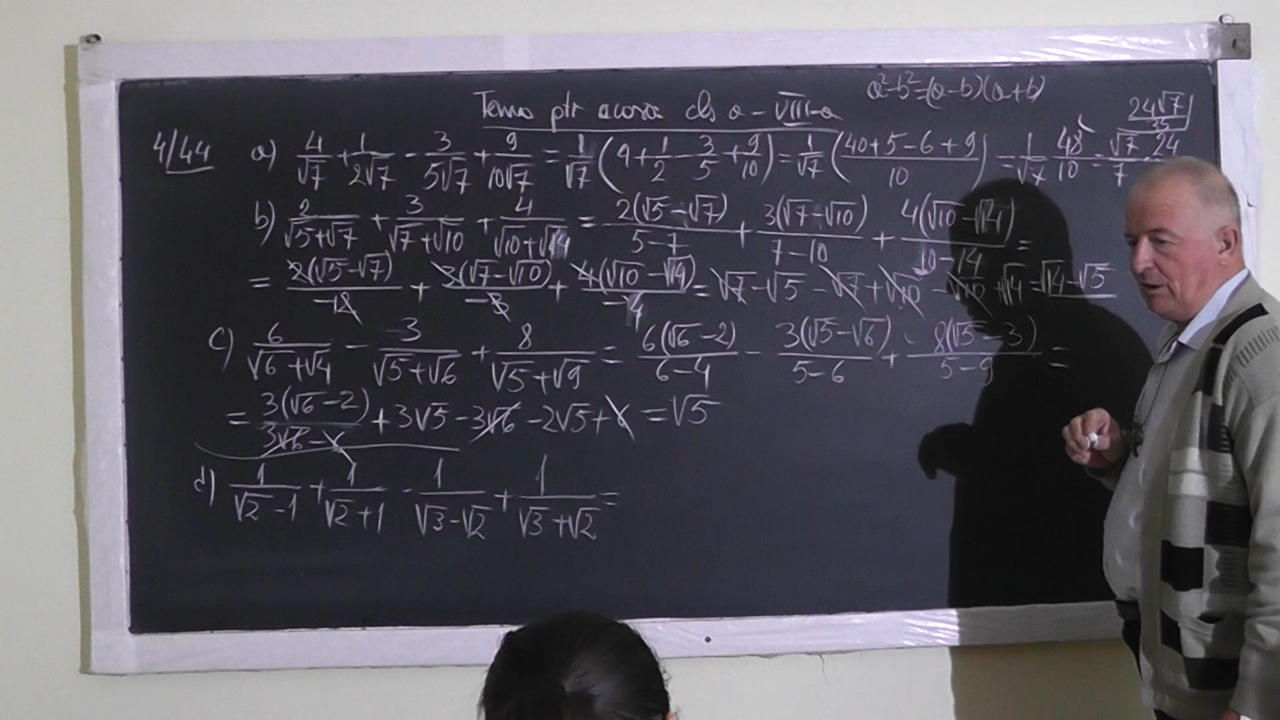 Tema ptr acasa cls a-VIII-a
a²-b²=(a-b)(a+b)
4/44 a) 4/√7 + 1/2√7 - 3/5√7 + 9/10√7 = 1/√7 (4 + 1/2 - 3/5 + 9/10) = 1/√7 ((40+5-6+9)/10) = 1/√7 48/10 = √7/7 24
24√7/35
b) 2/(√5+√7) + 3/(√7+√10) + 4/(√10+√14) = 2(√5-√7)/(5-7) + 3(√7-√10)/(7-10) + 4(√10-√14)/(10-14) =
= 2(√5-√7)/-2 + 3(√7-√10)/-3 + 4(√10-√14)/-4 = √7-√5-√7+√10-√10+√14=√14-√5
c) 6/(√6+√4) - 3/(√5+√6) + 8/(√5+√9) = 6(√6-2)/(6-4) - 3(√5-√6)/(5-6) + 8(√5-3)/(5-9) =
= 3(√6-2)/(3√6-6) + 3√5-3√6-2√5+6=√5
d) 1/(√2-1) + 1/(√2+1) - 1/(√3-√2) + 1/(√3+√2) =